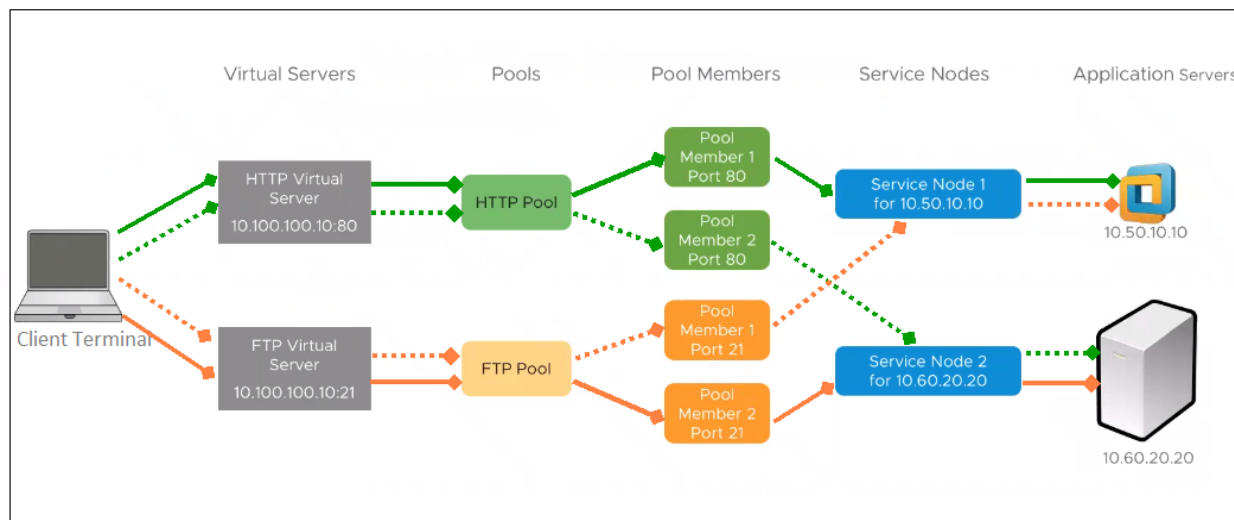 Virtual Servers
Pools
Pool Members
Service Nodes
Application Servers
HTTP Virtual
Server
10.100.100.10:80
HTTP Pool
Pool
Member 1
Port 80
Pool
Member 2
Port 80
Service Node 1
for 10.50.10.10
10.50.10.10
Client Terminal
FTP Virtual
Server
10.100.100.10:21
FTP Pool
Pool
Member 1
Port 21
Pool
Member 2
Port 21
Service Node 2
for 10.60.20.20
10.60.20.20